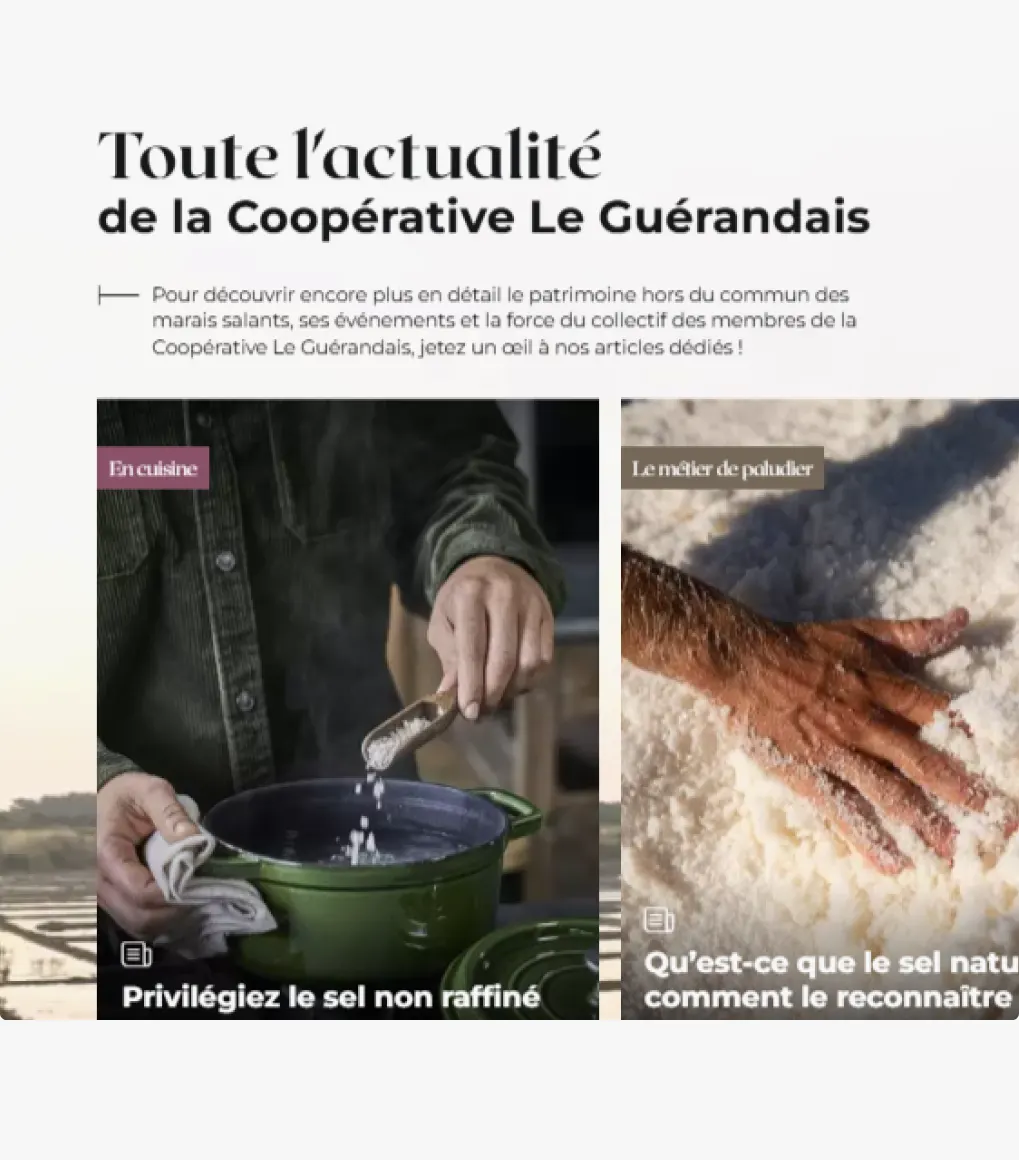 Toute l'actualité
de la Coopérative Le Guérandais
Pour découvrir encore plus en détail le patrimoine hors du commun des
marais salants, ses événements et la force du collectif des membres de la
Coopérative Le Guérandais, jetez un œil à nos articles dédiés !
En cuisine
Le métier de paludier
Privilégiez le sel non raffiné
Qu'est-ce que le sel natu
comment le reconnaître